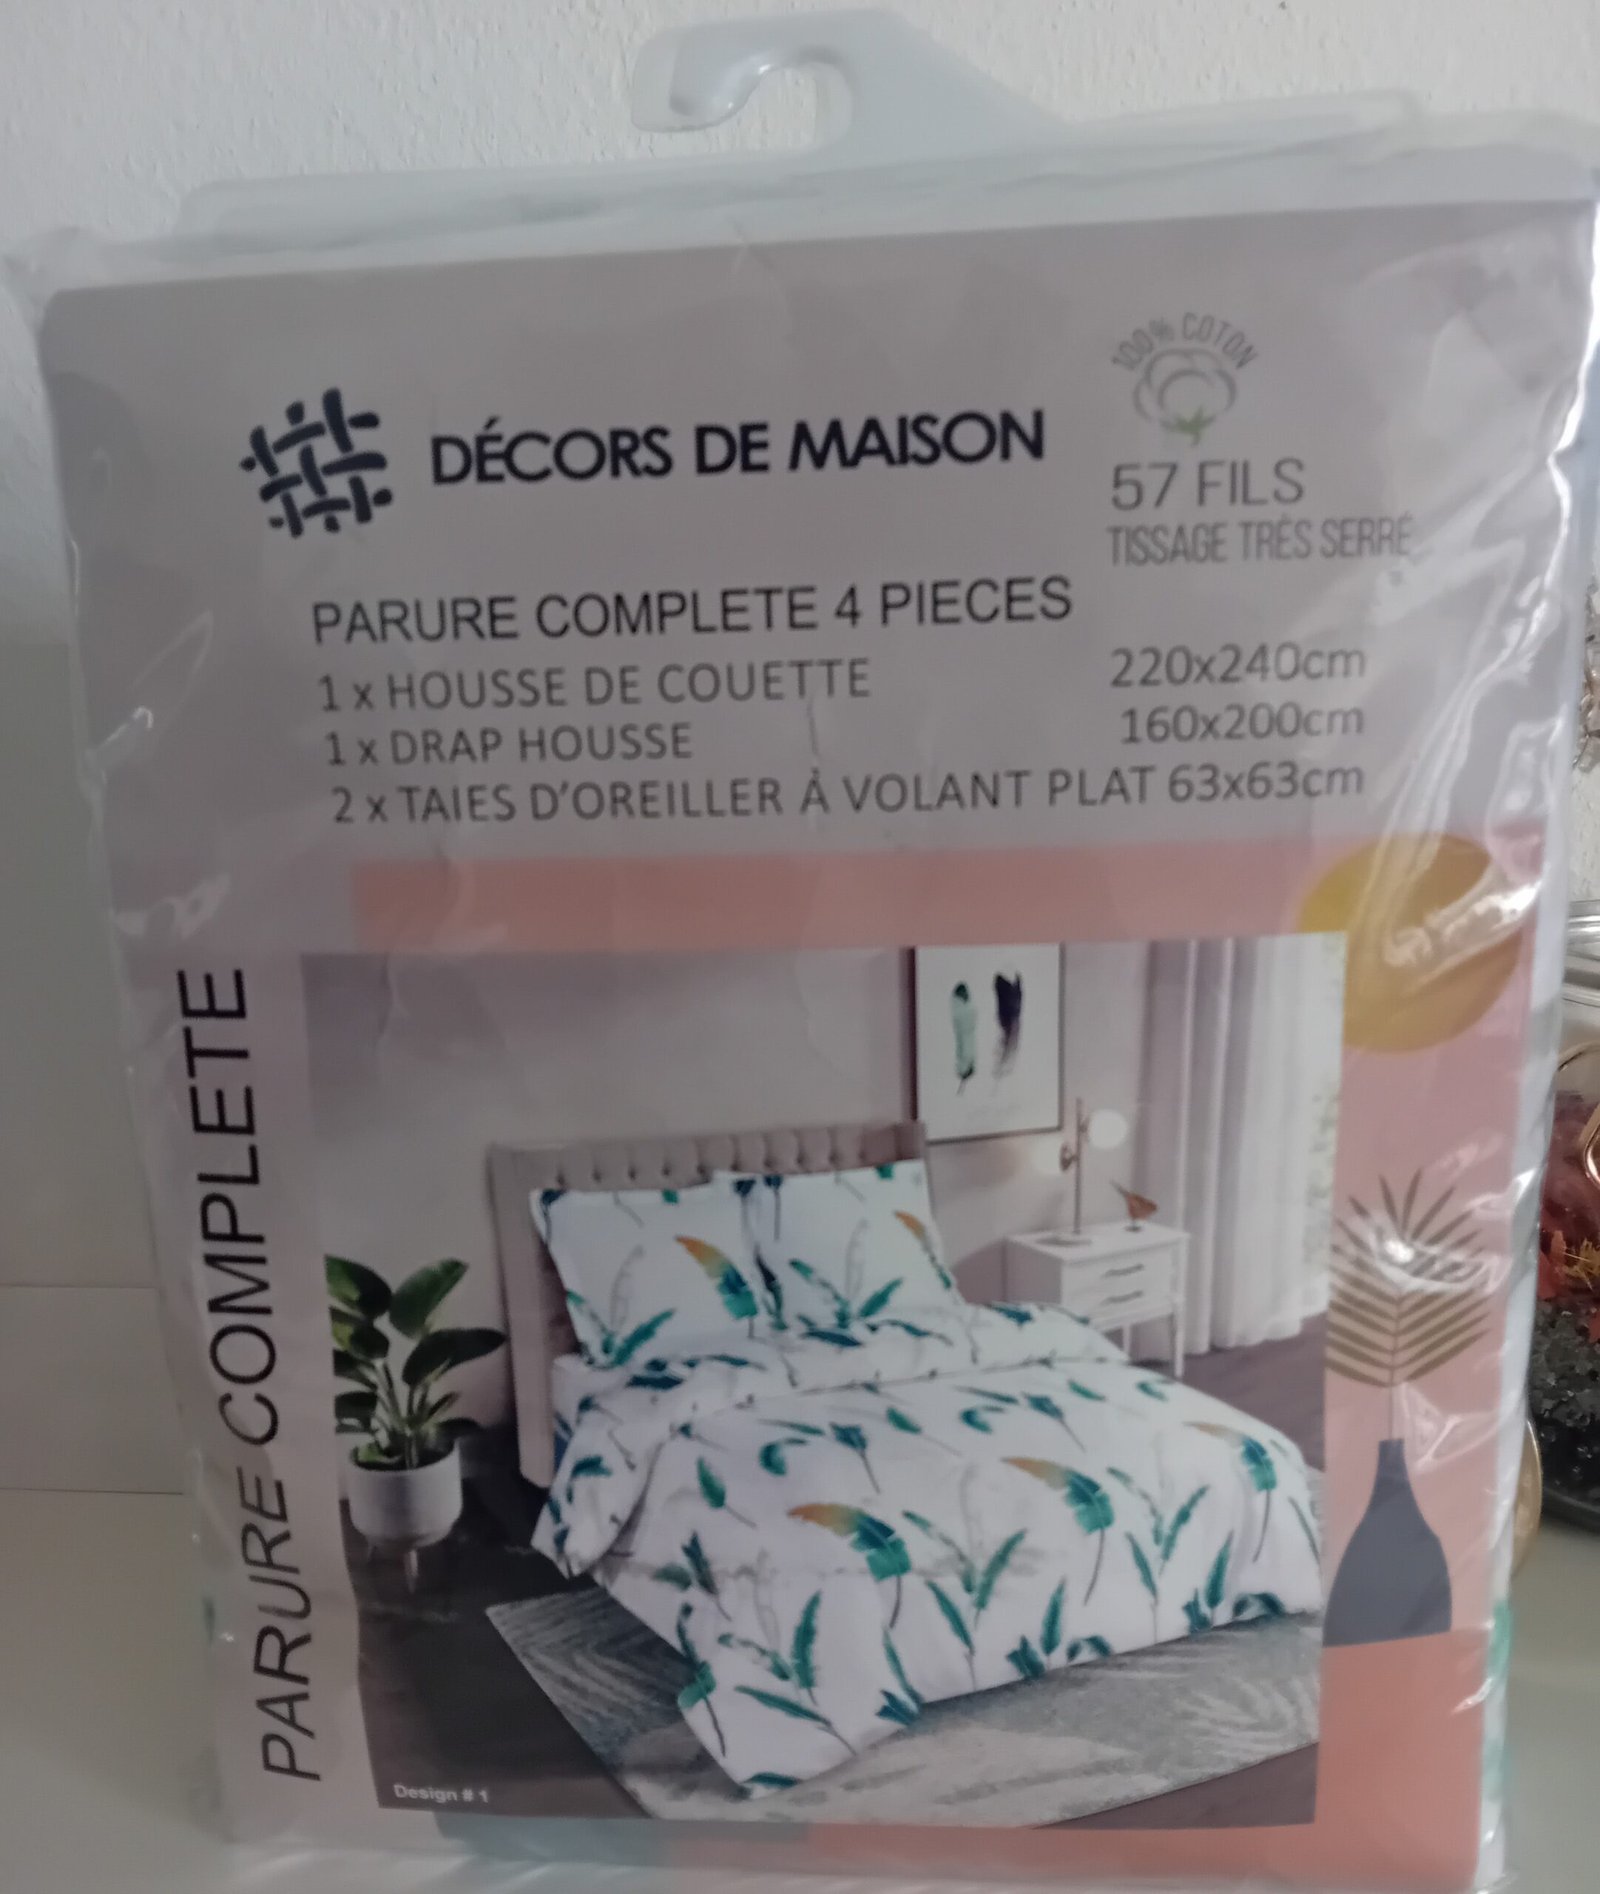 100% COTON
DÉCORS DE MAISON
57 FILS
TISSAGE TRÈS SERRÉ
PARURE COMPLETE 4 PIECES
1 x HOUSSE DE COUETTE 220x240cm
1 x DRAP HOUSSE 160x200cm
2 x TAIES D'OREILLER À VOLANT PLAT 63x63cm
PARURE COMPLETE
Design # 1